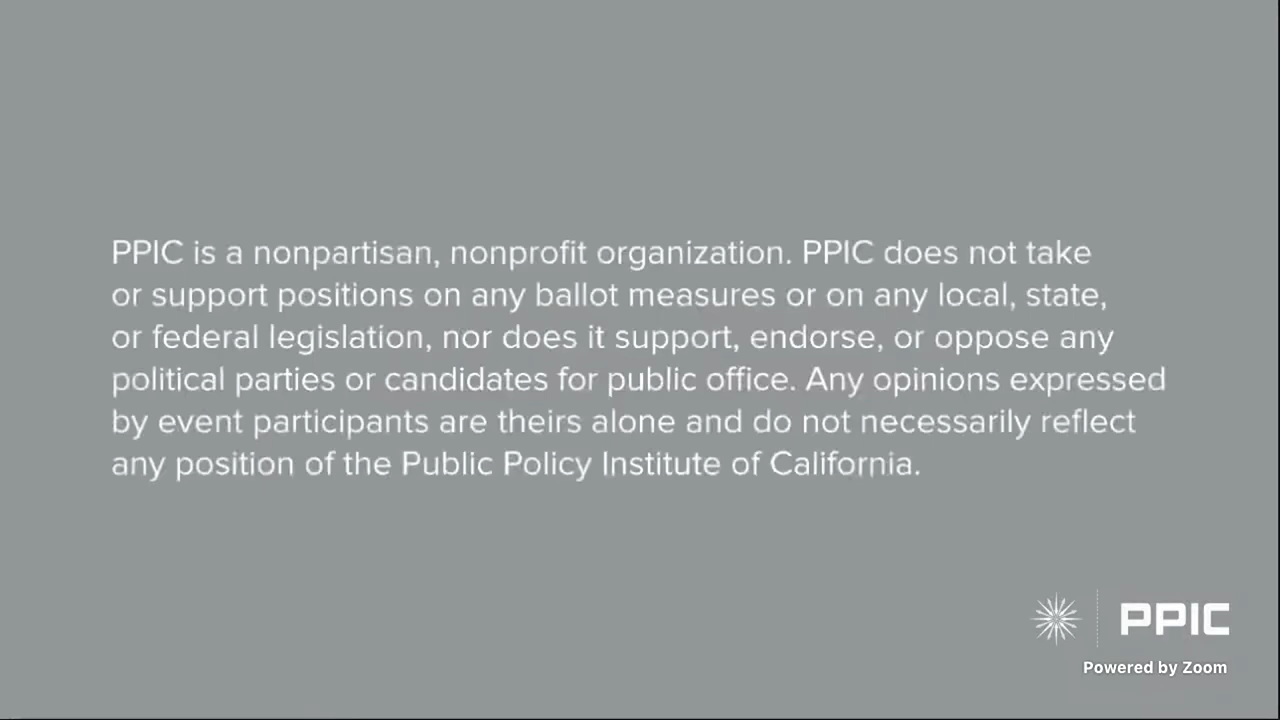 PPIC is a nonpartisan, nonprofit organization. PPIC does not take
or support positions on any ballot measures or on any local, state,
or federal legislation, nor does it support, endorse, or oppose any
political parties or candidates for public office. Any opinions expressed
by event participants are theirs alone and do not necessarily reflect
any position of the Public Policy Institute of California.
PPIC
Powered by Zoom